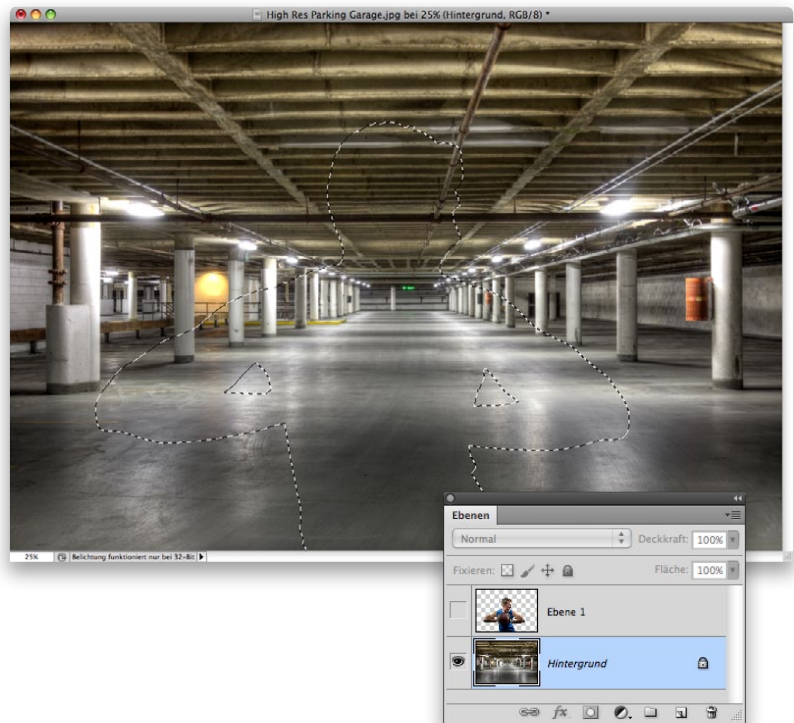 High Res Parking Garage.jpg bei 25% (Hintergrund, RGB/8) *
25% Belichtung funktioniert nur bei 32-Bit
Ebenen
Normal Deckkraft: 100%
Fixieren: Fläche: 100%
Ebene 1
Hintergrund
fx